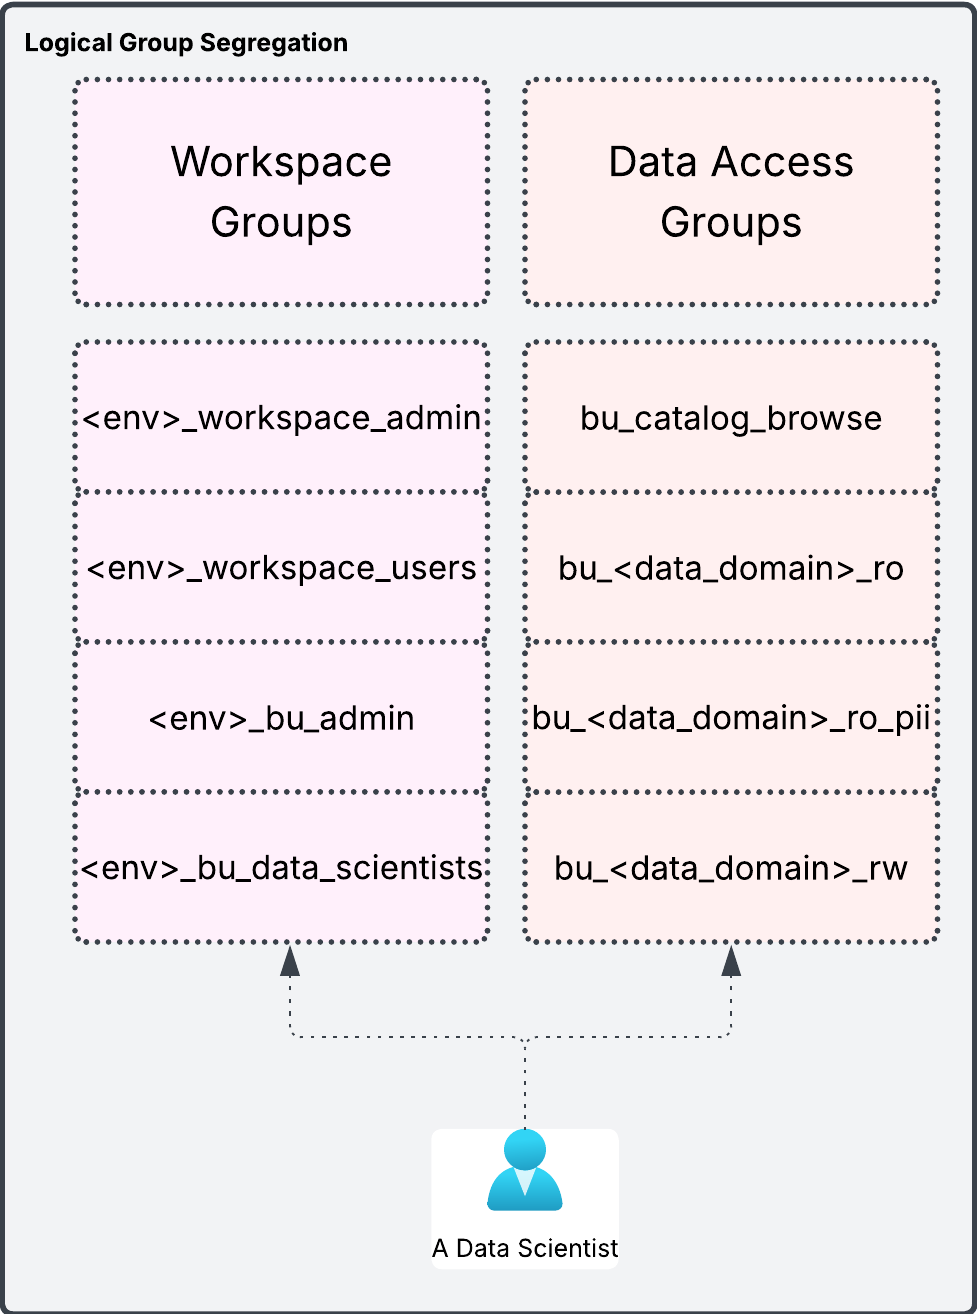 Logical Group Segregation
Workspace
Groups
Data Access
Groups
<env>_workspace_admin
<env>_workspace_users
<env>_bu_admin
<env>_bu_data_scientists
bu_catalog_browse
bu_<data_domain>_ro
bu_<data_domain>_ro_pii
bu_<data_domain>_rw
A Data Scientist